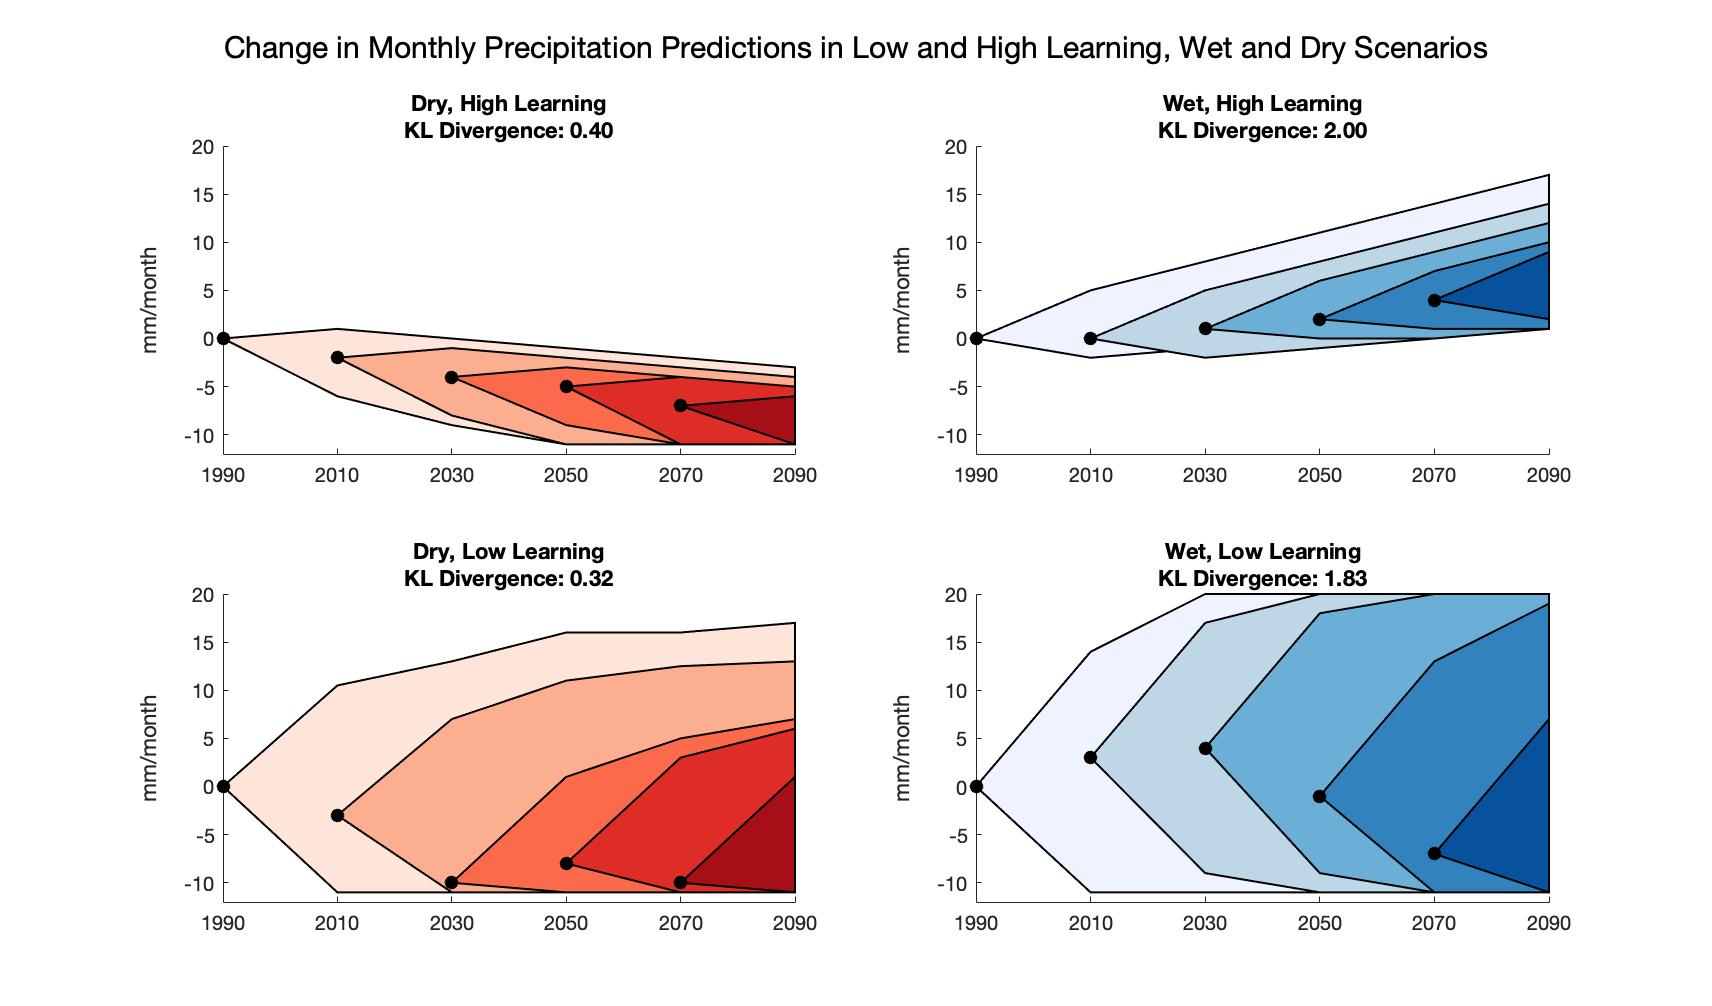 Change in Monthly Precipitation Predictions in Low and High Learning, Wet and Dry Scenarios
Dry, High Learning
KL Divergence: 0.40
20
15
10
5
0
-5
-10
mm/month
1990 2010 2030 2050 2070 2090
Wet, High Learning
KL Divergence: 2.00
20
15
10
5
0
-5
-10
mm/month
1990 2010 2030 2050 2070 2090
Dry, Low Learning
KL Divergence: 0.32
20
15
10
5
0
-5
-10
mm/month
1990 2010 2030 2050 2070 2090
Wet, Low Learning
KL Divergence: 1.83
20
15
10
5
0
-5
-10
mm/month
1990 2010 2030 2050 2070 2090